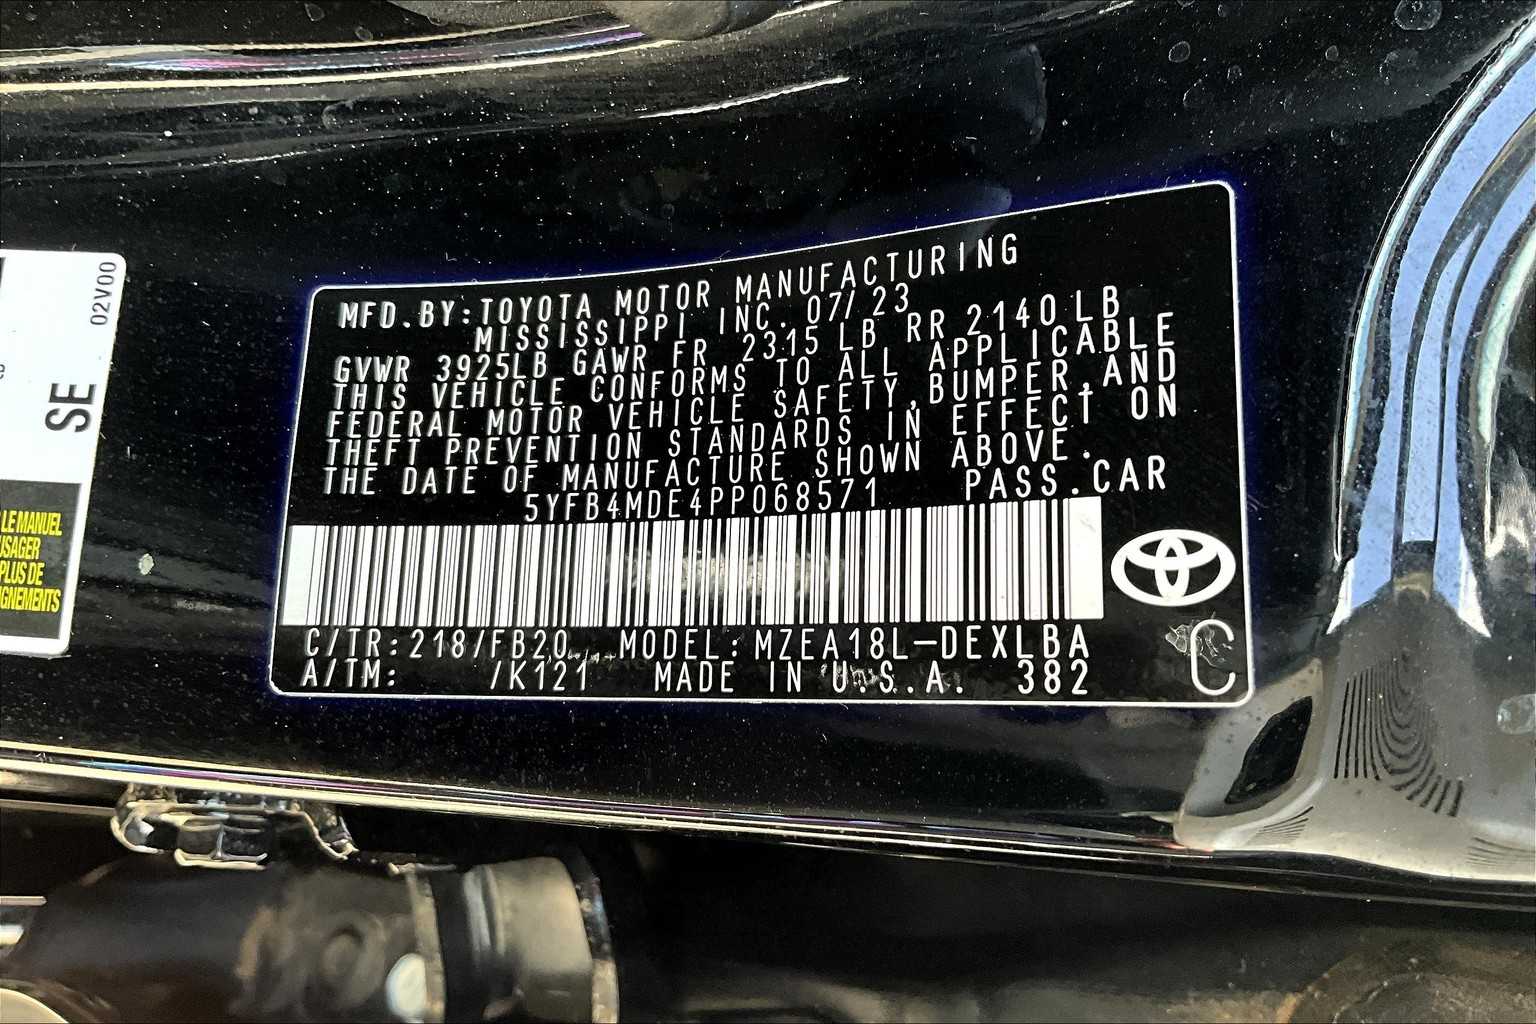 02V00
SE
LE MANUEL
PLUS DE
MFD.BY:TOYOTA MOTOR MANUFACTURING
MISSISSIPPI INC. 07/23
GVWR 3925LB GAWR FR 2315 LB RR 2140 LB
THIS VEHICLE CONFORMS TO ALL APPLICABLE
FEDERAL MOTOR VEHICLE SAFETY,BUMPER,AND
THEFT PREVENTION STANDARDS IN EFFECT ON
THE DATE OF MANUFACTURE SHOWN ABOVE.
5YFB4MDE4PP068571 PASS.CAR
C/TR:218/FB20 MODEL:MZEA18L-DEXLBA
A/TM: /K121 MADE IN U.S.A. 382
C